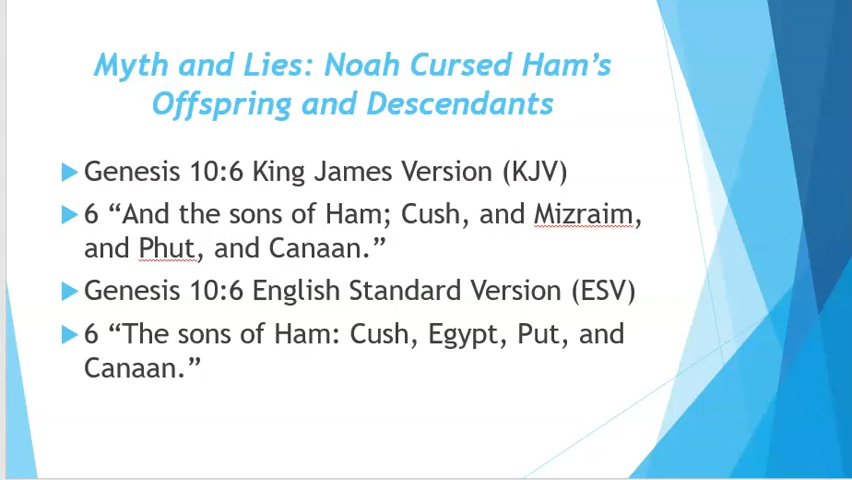 Myth and Lies: Noah Cursed Ham's
Offspring and Descendants
Genesis 10:6 King James Version (KJV)
6 “And the sons of Ham; Cush, and Mizraim,
and Phut, and Canaan.”
Genesis 10:6 English Standard Version (ESV)
6 “The sons of Ham: Cush, Egypt, Put, and
Canaan.”